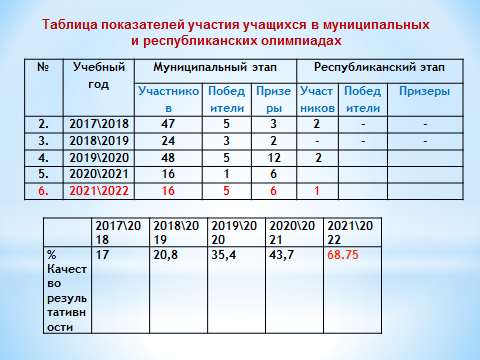 Таблица показателей участия учащихся в муниципальных
и республиканских олимпиадах
№ Учебный год Муниципальный этап Республиканский этап
Участников Победители Призеры Участников Победители Призеры
2. 2017\2018 47 5 3 2 - -
3. 2018\2019 24 3 2 - - -
4. 2019\2020 48 5 12 2
5. 2020\2021 16 1 6
6. 2021\2022 16 5 6 1
2017\2018 2018\2019 2019\2020 2020\2021 2021\2022
% Качество результативности 17 20,8 35,4 43,7 68.75